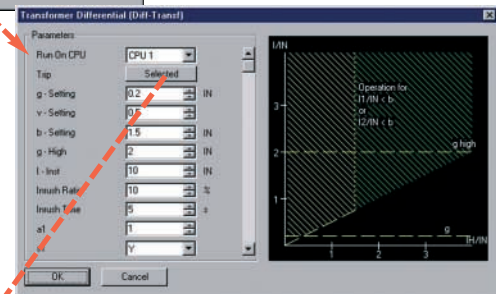 Transformer Differential (Diff-Transf)
Parameters
Run On CPU CPU 1
Trip Selected
g - Setting 0.2 IN
v - Setting 0.5
b - Setting 1.5 IN
g - High 2 IN
I - Inst 10 IN
Inrush Ratio 10 %
Inrush Time 5 s
a1 1
Y
OK Cancel
I/IN
Operation for
I1/IN < b
or
I2/IN < b
3
g high
2
1
g
IH/IN
1 2 3